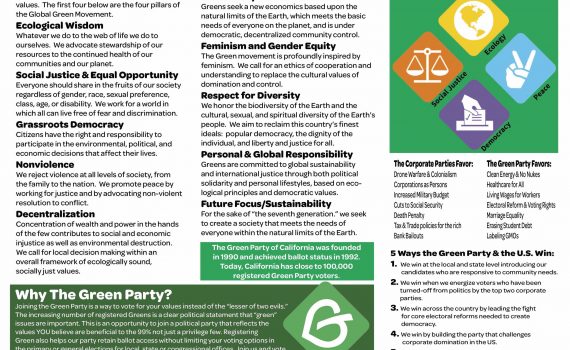 values. The first four below are the four pillars of
the Global Green Movement.
Ecological Wisdom
Whatever we do to the web of life we do to
ourselves. We advocate stewardship of our
resources to the continued health of our
communities and our planet.
Social Justice & Equal Opportunity
Everyone should share in the fruits of our society
regardless of gender, race, sexual preference,
class, age, or disability. We work for a world in
which all can live free of fear and discrimination.
Grassroots Democracy
Citizens have the right and responsibility to
participate in the environmental, political, and
economic decisions that affect their lives.
Nonviolence
We reject violence at all levels of society, from
the family to the nation. We promote peace by
working for justice and by advocating non-violent
resolution to conflict.
Decentralization
Concentration of wealth and power in the hands
of the few contributes to social and economic
injustice as well as environmental destruction.
We call for local decision making within an
overall framework of ecologically sound,
socially just values.
Greens seek a new economics based upon the
natural limits of the Earth, which meets the basic
needs of everyone on the planet, and is under
democratic, decentralized community control.
Feminism and Gender Equity
The Green movement is profoundly inspired by
feminism. We call for an ethics of cooperation and
understanding to replace the cultural values of
domination and control.
Respect for Diversity
We honor the biodiversity of the Earth and the
cultural, sexual, and spiritual diversity of the Earth's
people. We aim to reclaim this country's finest
ideals: popular democracy, the dignity of the
individual, and liberty and justice for all.
Personal & Global Responsibility
Greens are committed to global sustainability
and international justice through both political
solidarity and personal lifestyles, based on eco-
logical principles and democratic values.
Future Focus/Sustainability
For the sake of "the seventh generation." we seek
to create a society that meets the needs of
everyone within the natural limits of the Earth.
The Green Party of California was founded
in 1990 and achieved ballot status in 1992.
Today, California has close to 100,000
registered Green Party voters.
Why The Green Party?
Joining the Green Party is a way to vote for your values instead of the "lesser of two evils."
The increasing number of registered Greens is a clear political statement that "green"
issues are important. This is an opportunity to join a political party that reflects the
values YOU believe are beneficial to the 99% not just a privilege few. Registering
Green also helps our party retain ballot access without limiting your voting options in
the primary or general elections for local, state or congressional offices. Join us and vote
Ecology
Social Justice
Peace
Democracy
The Corporate Parties Favor:
Drone Warfare & Colonialism
Corporations as Persons
Increased Military Budget
Cuts to Social Security
Death Penalty
Tax & Trade policies for the rich
Bank Bailouts
The Green Party Favors:
Clean Energy & No Nukes
Healthcare for All
Living Wages for Workers
Electoral Reform & Voting Rights
Marriage Equality
Erasing Student Debt
Labeling GMOs
5 Ways the Green Party & the U.S. Win:
1. We win at the local and state level introducing our
candidates who are responsive to community needs.
2. We win when we energize voters who have been
turned-off from politics by the top two corporate
parties.
3. We win across the country by leading the fight
for core electoral reforms needed to create
democracy.
4. We win by building the party that challenges
corporate domination in the US.